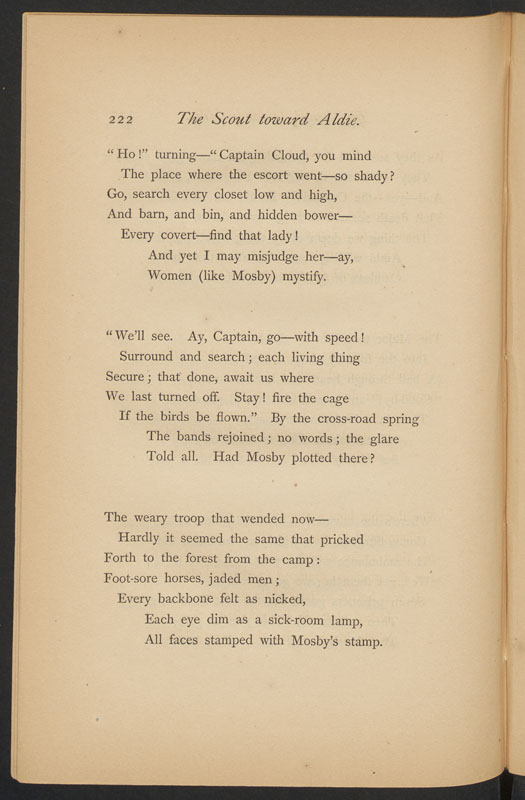 222 The Scout toward Aldie.
“Ho!” turning—“Captain Cloud, you mind
The place where the escort went—so shady?
Go, search every closet low and high,
And barn, and bin, and hidden bower—
Every covert—find that lady!
And yet I may misjudge her—ay,
Women (like Mosby) mystify.
“We’ll see. Ay, Captain, go—with speed!
Surround and search; each living thing
Secure; that done, await us where
We last turned off. Stay! fire the cage
If the birds be flown.” By the cross-road spring
The bands rejoined; no words; the glare
Told all. Had Mosby plotted there?
The weary troop that wended now—
Hardly it seemed the same that pricked
Forth to the forest from the camp:
Foot-sore horses, jaded men;
Every backbone felt as nicked,
Each eye dim as a sick-room lamp,
All faces stamped with Mosby’s stamp.